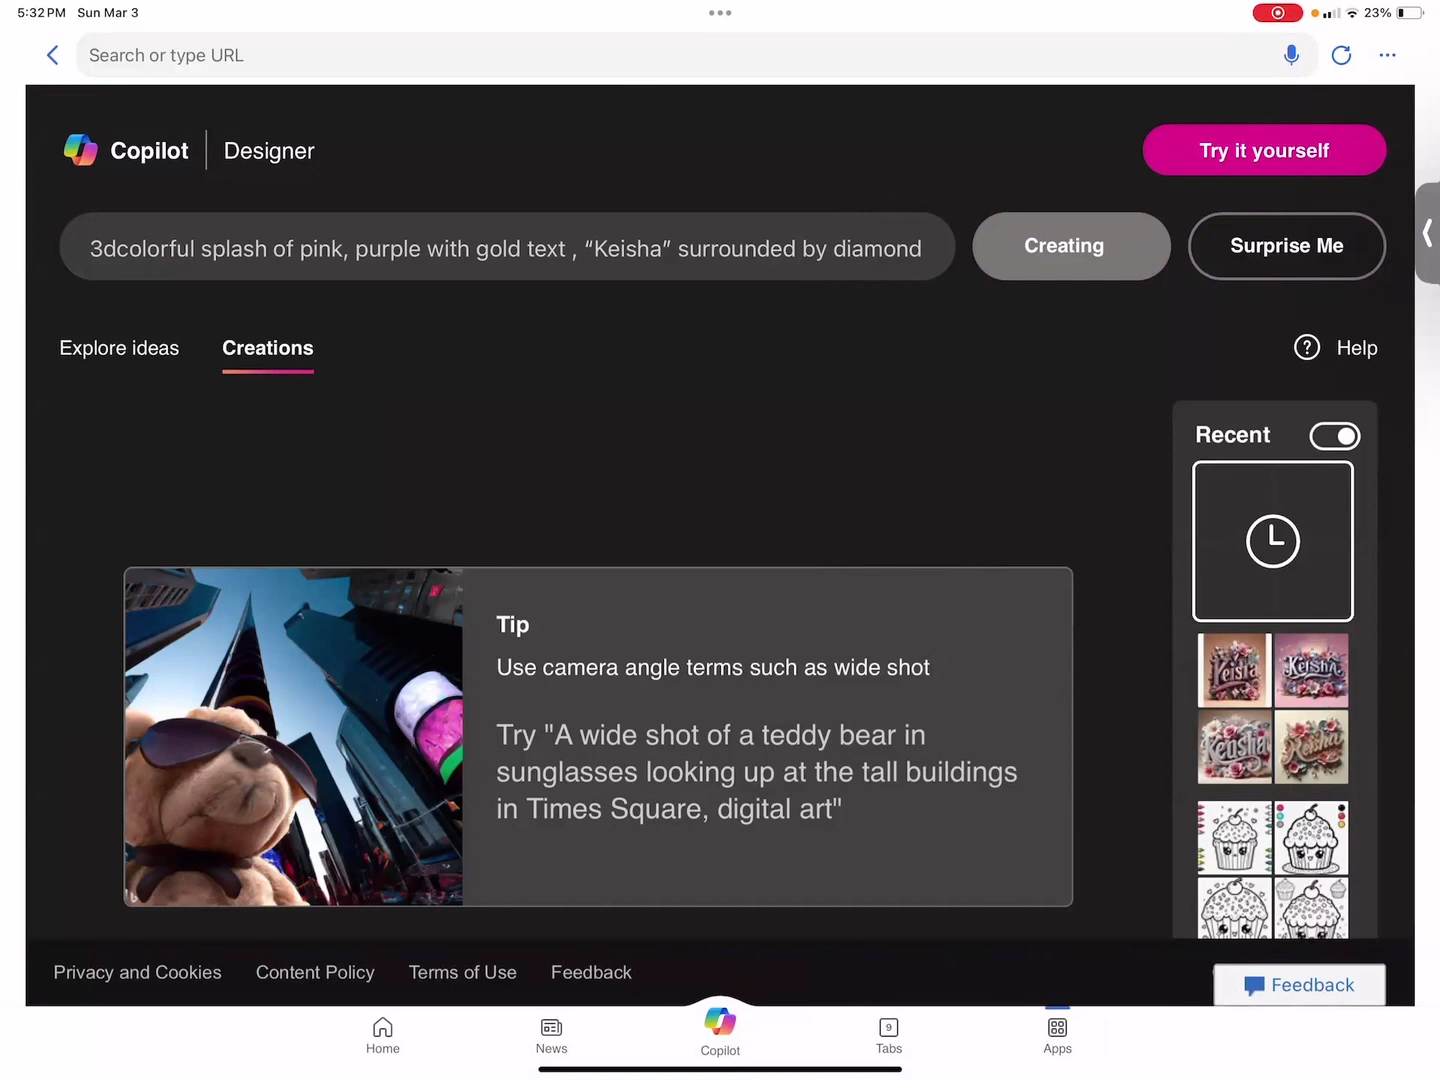 5:32 PM Sun Mar 3
23%
Search or type URL
Copilot
Designer
Try it yourself
3dcolorful splash of pink, purple with gold text , “Keisha” surrounded by diamond
Creating
Surprise Me
Explore ideas
Creations
Help
Recent
Tip
Use camera angle terms such as wide shot
Try "A wide shot of a teddy bear in
sunglasses looking up at the tall buildings
in Times Square, digital art"
Keisha
Keisha
Privacy and Cookies
Content Policy
Terms of Use
Feedback
Feedback
Home
News
Copilot
9
Tabs
Apps